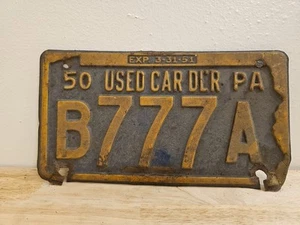 EXP. 3-31-51
50 USED CAR DL'R PA
B777A